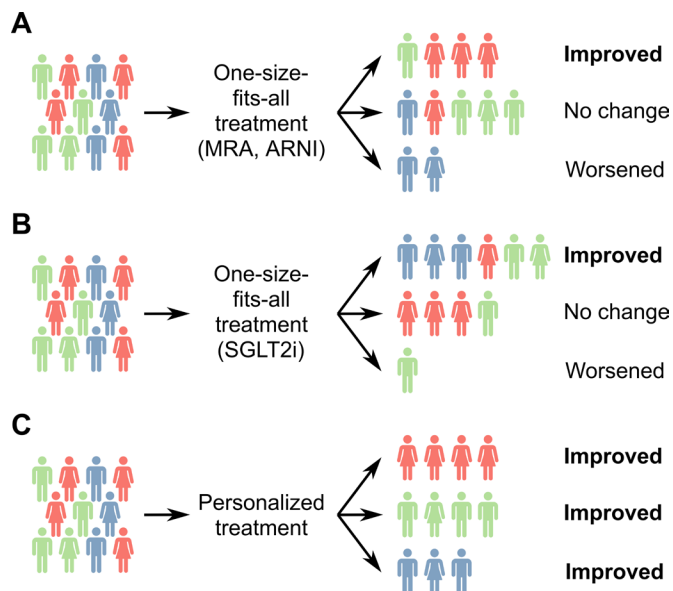 A
One-size-
fits-all
treatment
(MRA, ARNI)
Improved
No change
Worsened
B
One-size-
fits-all
treatment
(SGLT2i)
Improved
No change
Worsened
C
Personalized
treatment
Improved
Improved
Improved